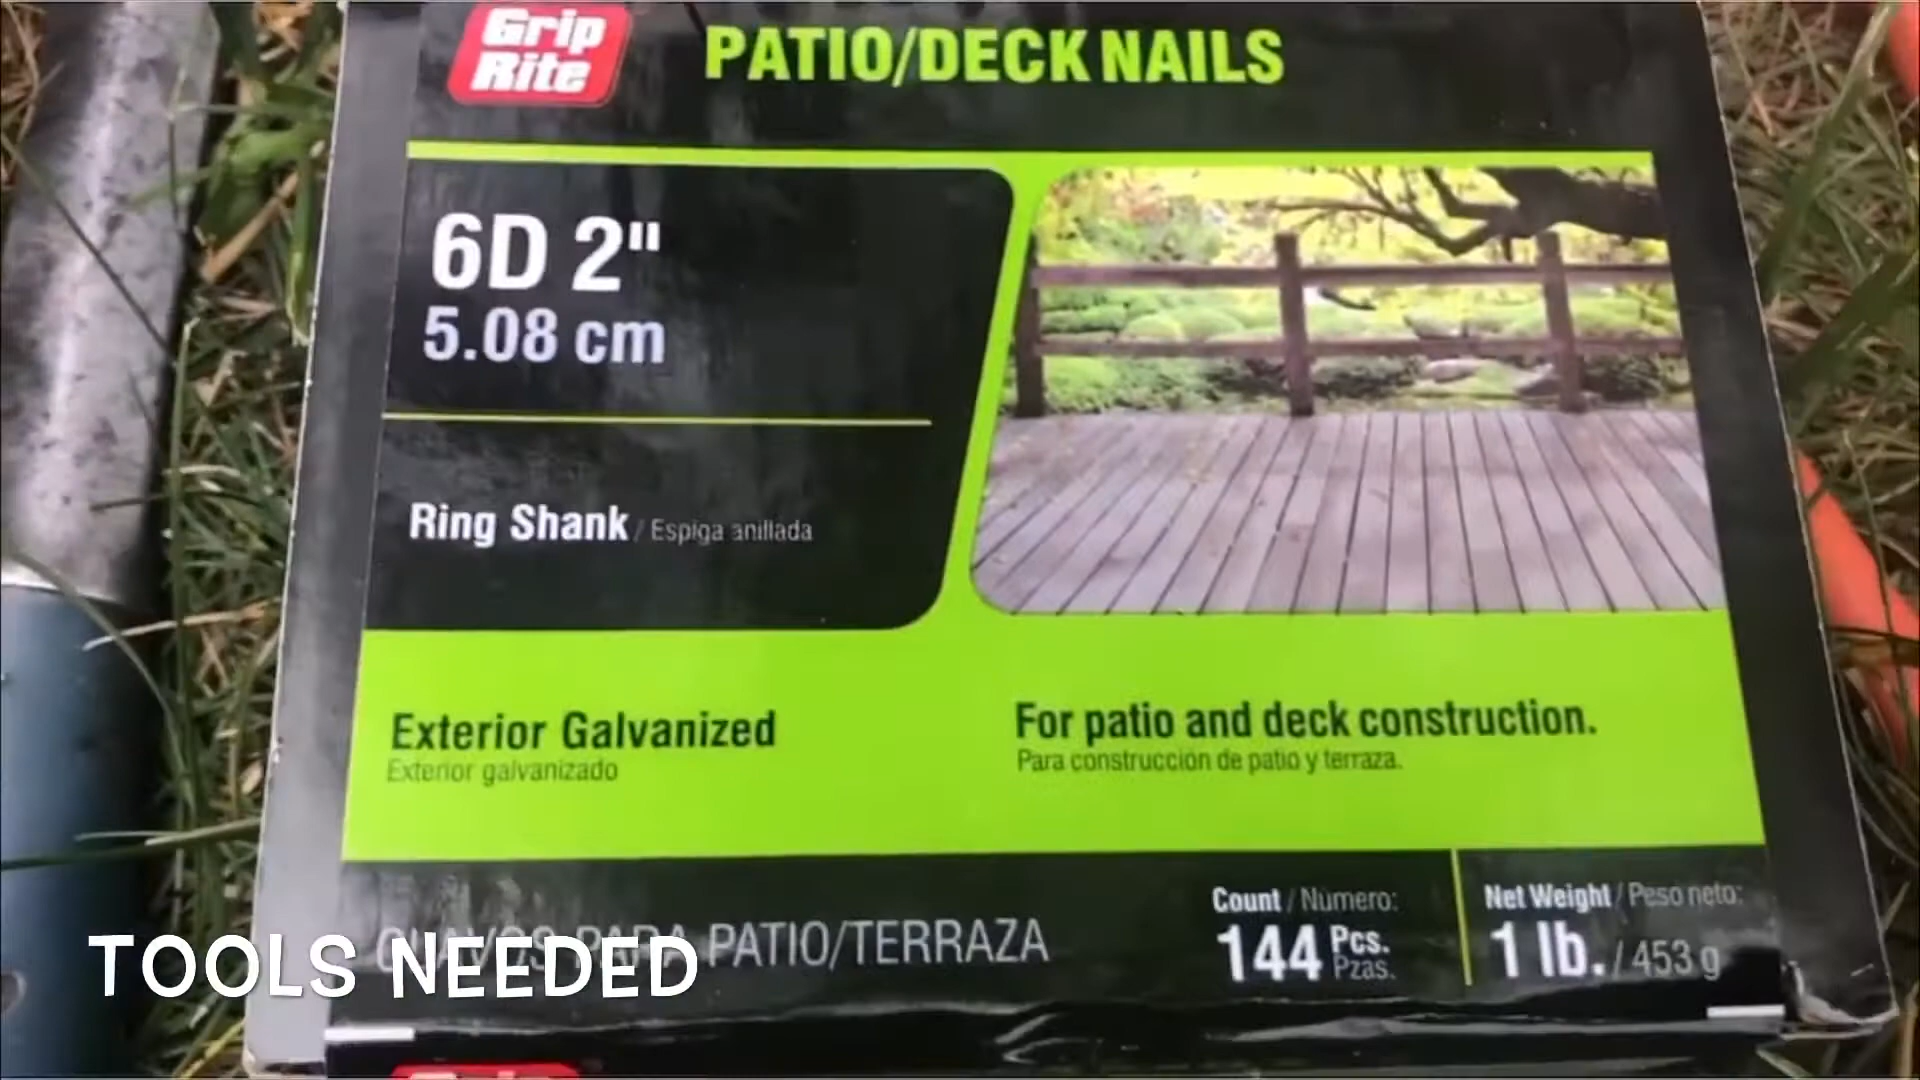 Grip
Rite
PATIO/DECK NAILS
6D 2"
5.08 cm
Ring Shank / Espiga anillada
Exterior Galvanized
Exterior galvanizado
For patio and deck construction.
Para construcción de patio y terraza.
CLAVOS PARA PATIO/TERRAZA
Count / Número:
144 Pcs.
Pzas.
Net Weight / Peso neto:
1 lb. / 453 g
TOOLS NEEDED